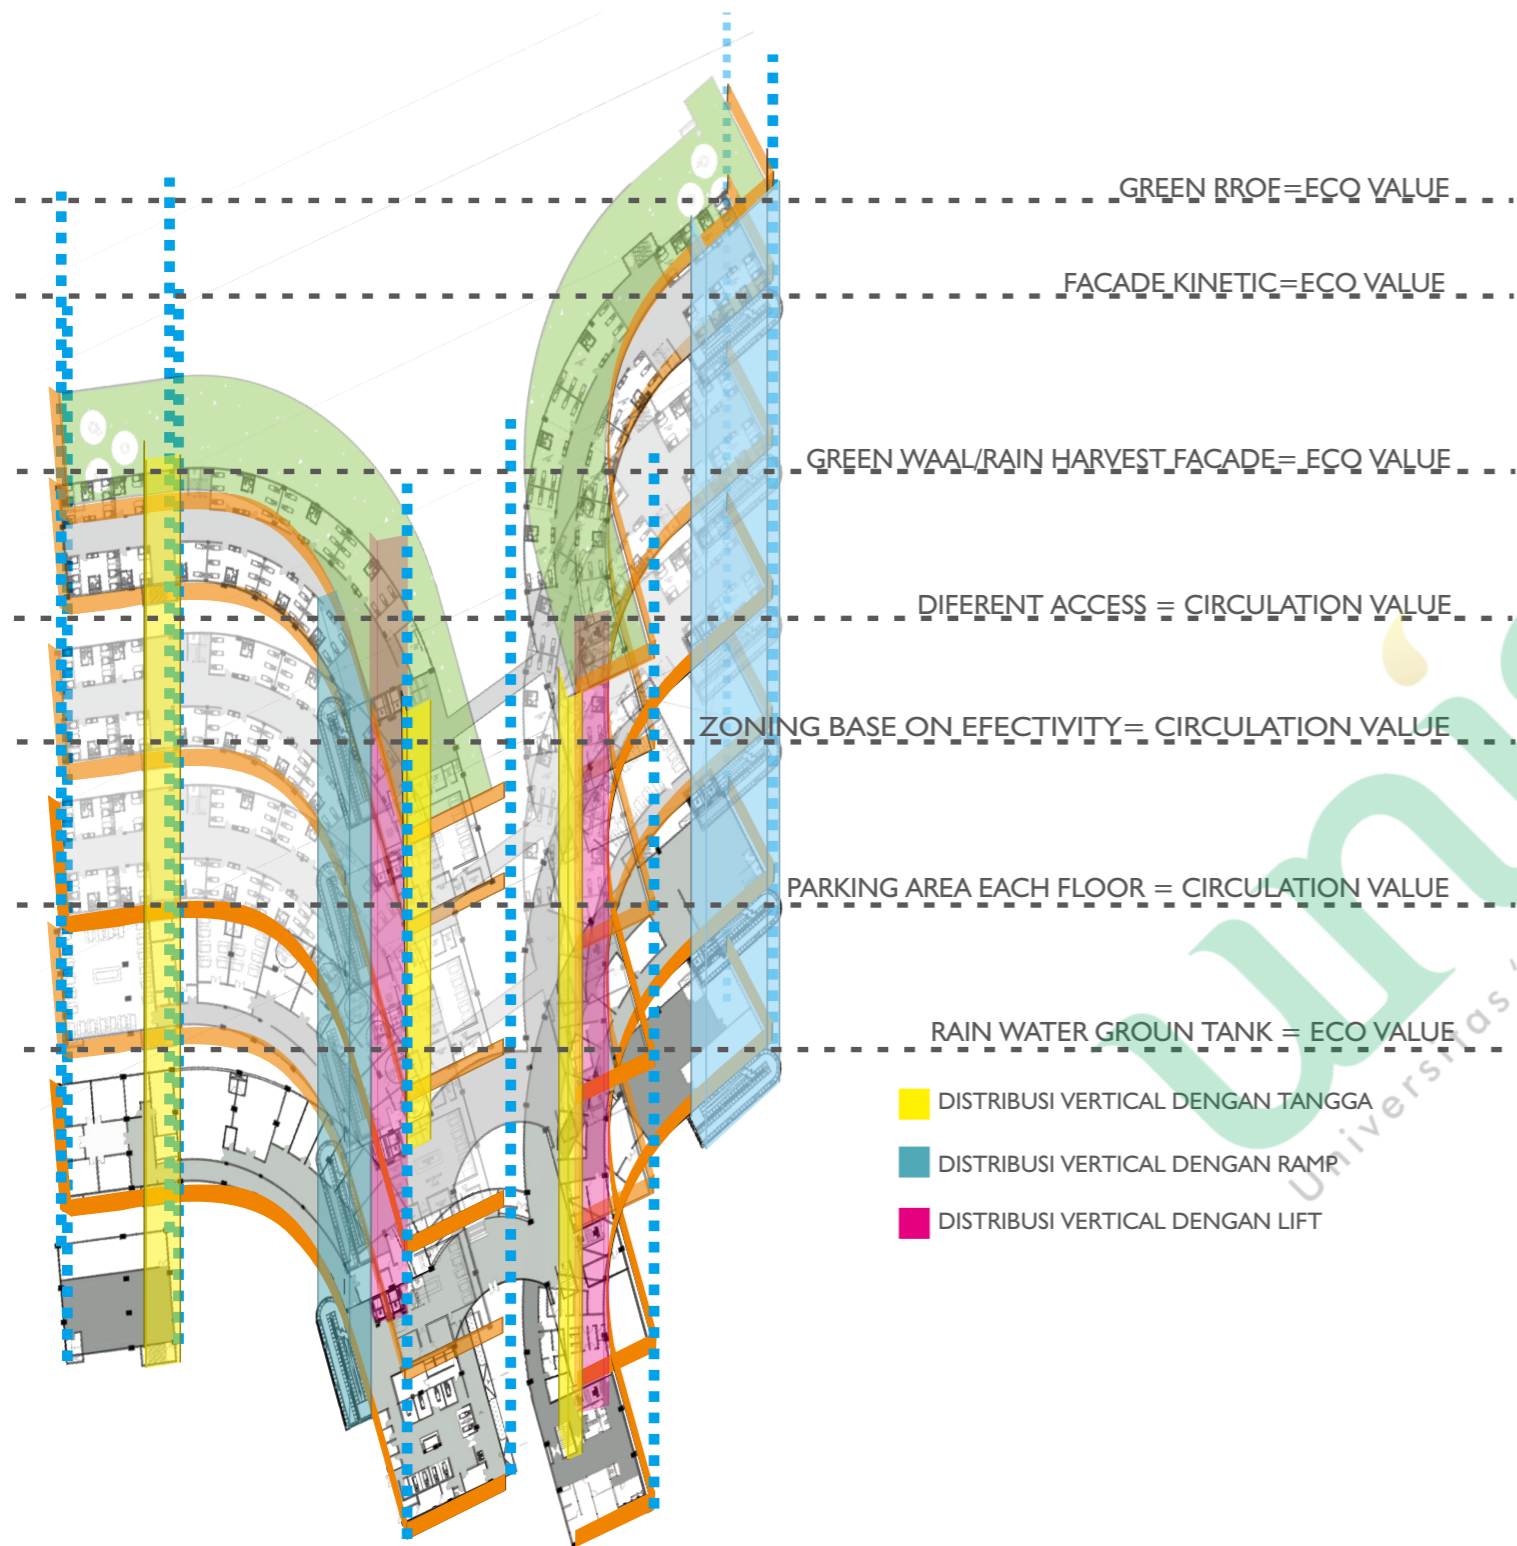 GREEN RROF=ECO VALUE
FACADE KINETIC=ECO VALUE
GREEN WAAL/RAIN HARVEST FACADE= ECO VALUE
DIFERENT ACCESS = CIRCULATION VALUE
ZONING BASE ON EFECTIVITY= CIRCULATION VALUE
PARKING AREA EACH FLOOR = CIRCULATION VALUE
RAIN WATER GROUN TANK = ECO VALUE
DISTRIBUSI VERTICAL DENGAN TANGGA
DISTRIBUSI VERTICAL DENGAN RAMP
DISTRIBUSI VERTICAL DENGAN LIFT
uni
Universitas